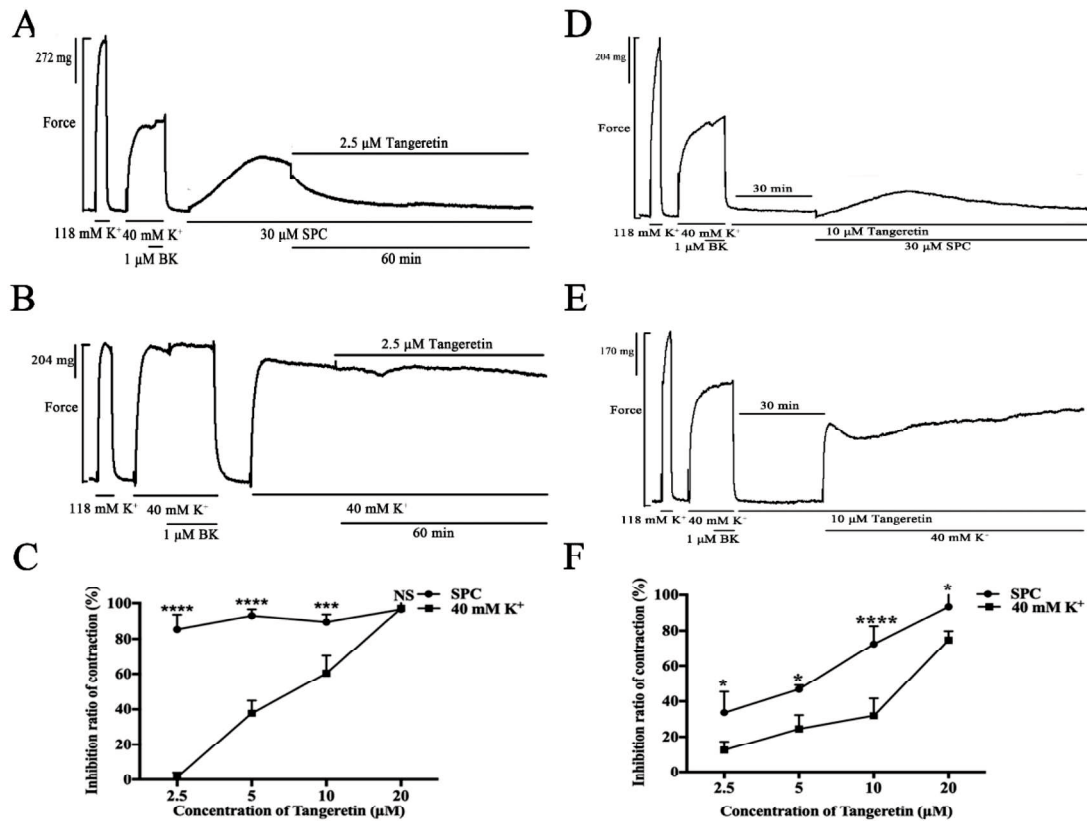 A
272 mg
Force
2.5 μM Tangeretin
118 mM K⁺
40 mM K⁺
30 μM SPC
1 μM BK
60 min
B
204 mg
Force
2.5 μM Tangeretin
118 mM K⁺
40 mM K⁺
40 mM K⁺
1 μM BK
60 min
C
Inhibition ratio of contraction (%)
100
80
60
40
20
0
****
****
***
NS
SPC
40 mM K⁺
2.5
5
10
20
Concentration of Tangeretin (μM)
D
204 mg
Force
30 min
118 mM K⁺
40 mM K⁺
10 μM Tangeretin
1 μM BK
30 μM SPC
E
170 mg
Force
30 min
118 mM K⁺
40 mM K⁺
10 μM Tangeretin
1 μM BK
40 mM K⁺
F
Inhibition ratio of contraction (%)
100
80
60
40
20
0
*
*
****
*
SPC
40 mM K⁺
2.5
5
10
20
Concentration of Tangeretin (μM)